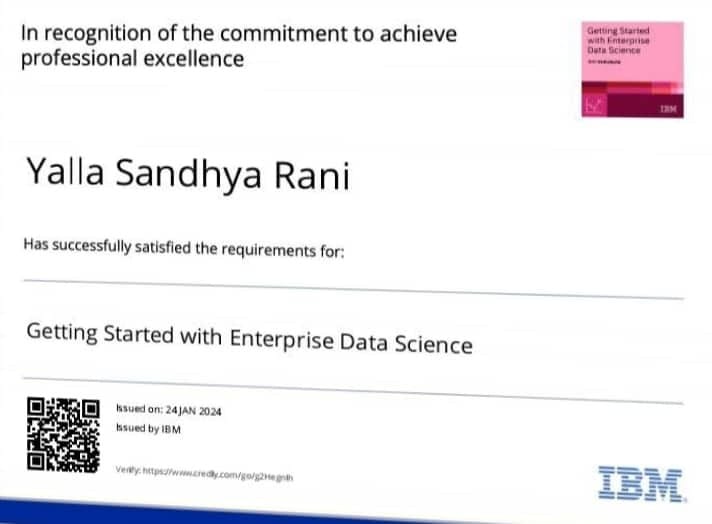 In recognition of the commitment to achieve
professional excellence
Getting Started
with Enterprise
Data Science
IBM
Yalla Sandhya Rani
Has successfully satisfied the requirements for:
Getting Started with Enterprise Data Science
Issued on: 24 JAN 2024
Issued by IBM
Verify: https://www.credly.com/go/
IBM